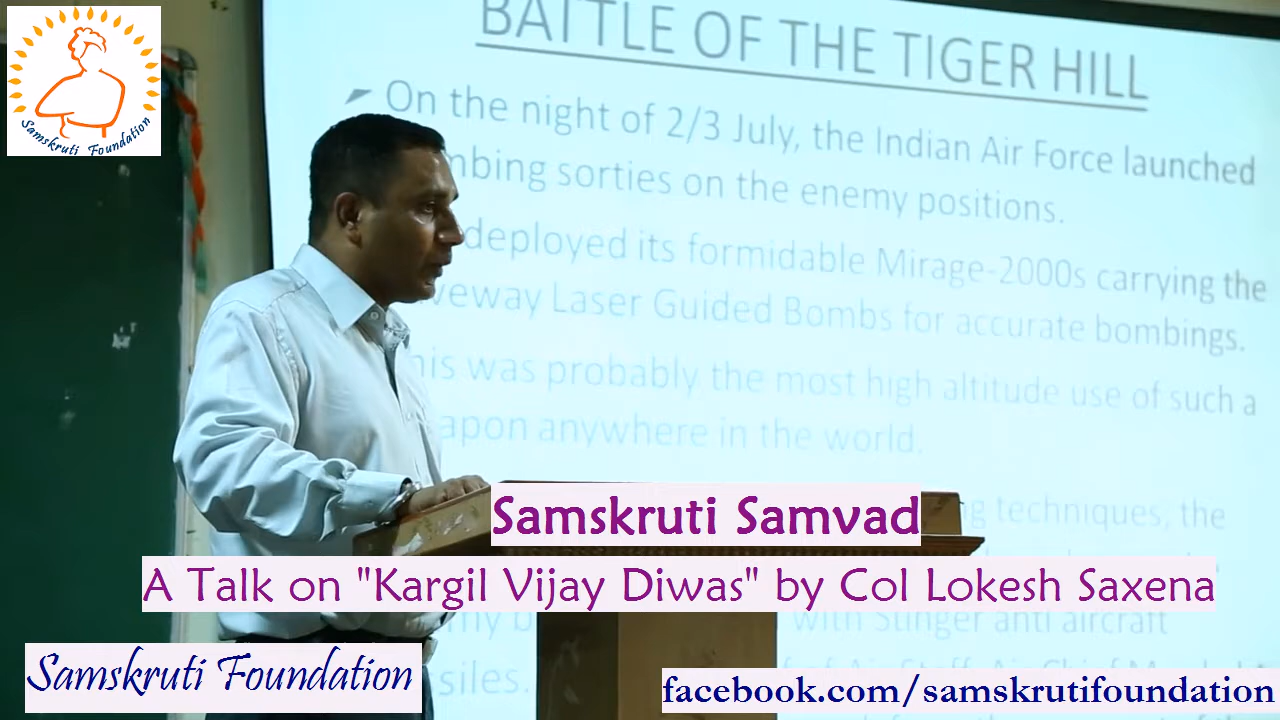 Samskruti Foundation
BATTLE OF THE TIGER HILL
On the night of 2/3 July, the Indian Air Force launched
mbing sorties on the enemy positions.
deployed its formidable Mirage-2000s carrying the
veway Laser Guided Bombs for accurate bombings.
his was probably the most high altitude use of such a
apon anywhere in the world.
g techniques, the
Samskruti Samvad
A Talk on "Kargil Vijay Diwas" by Col Lokesh Saxena
with Stinger anti aircraft
siles.
Samskruti Foundation
facebook.com/samskrutifoundation